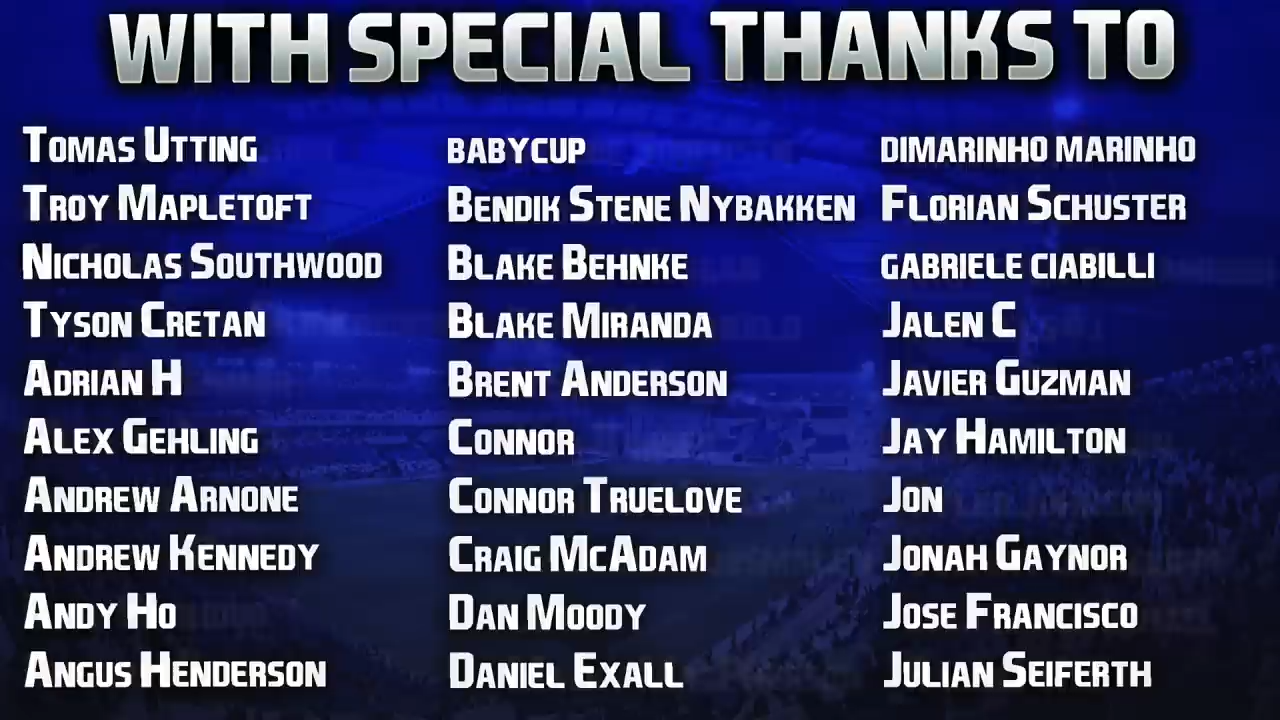 WITH SPECIAL THANKS TO
Tomas Utting
Troy Mapletoft
Nicholas Southwood
Tyson Cretan
Adrian H
Alex Gehling
Andrew Arnone
Andrew Kennedy
Andy Ho
Angus Henderson
babycup
Bendik Stene Nybakken
Blake Behnke
Blake Miranda
Brent Anderson
Connor
Connor Truelove
Craig McAdam
Dan Moody
Daniel Exall
dimarinho marinho
Florian Schuster
gabriele ciabilli
Jalen C
Javier Guzman
Jay Hamilton
Jon
Jonah Gaynor
Jose Francisco
Julian Seiferth